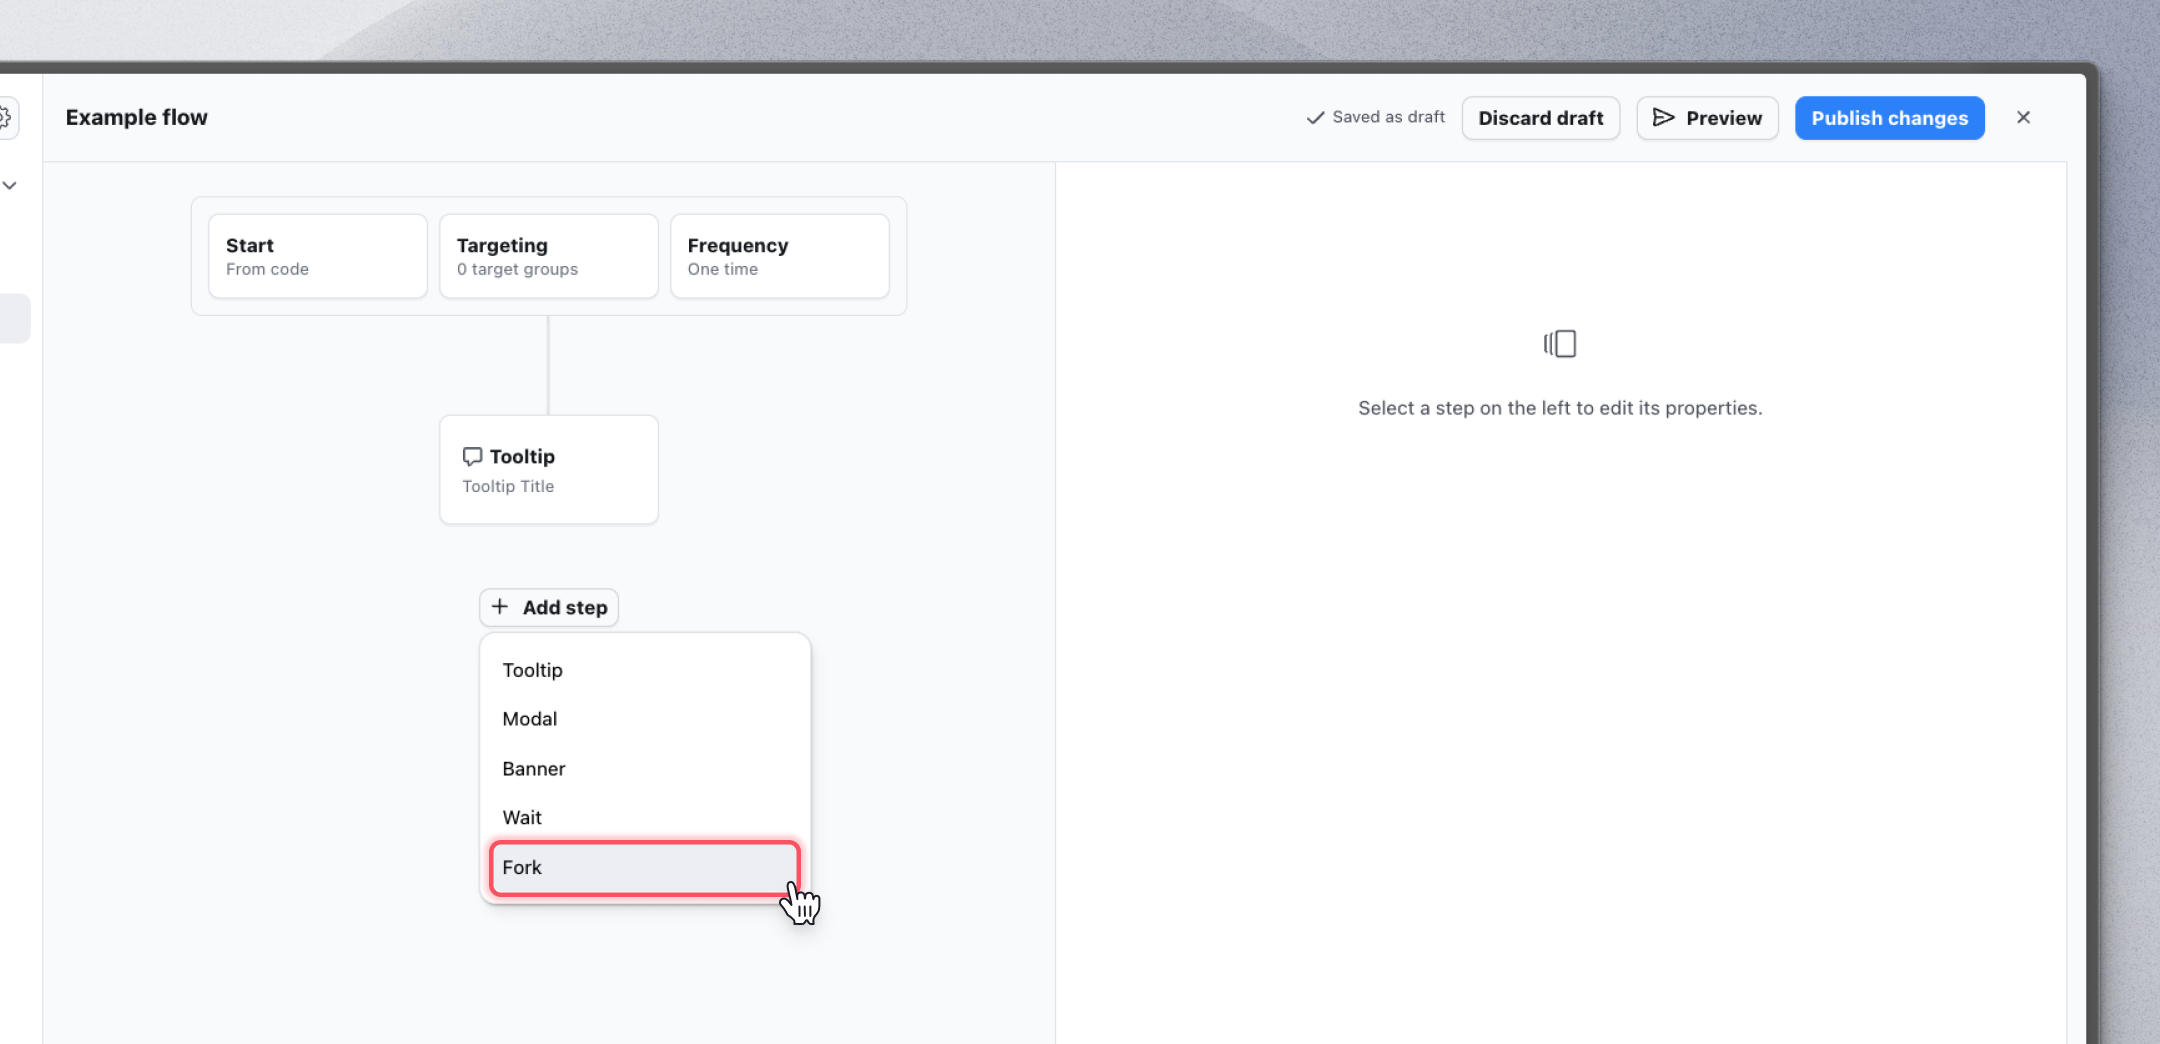 Example flow
Saved as draft
Discard draft
Preview
Publish changes
Start
From code
Targeting
0 target groups
Frequency
One time
Select a step on the left to edit its properties.
Tooltip
Tooltip Title
Add step
Tooltip
Modal
Banner
Wait
Fork